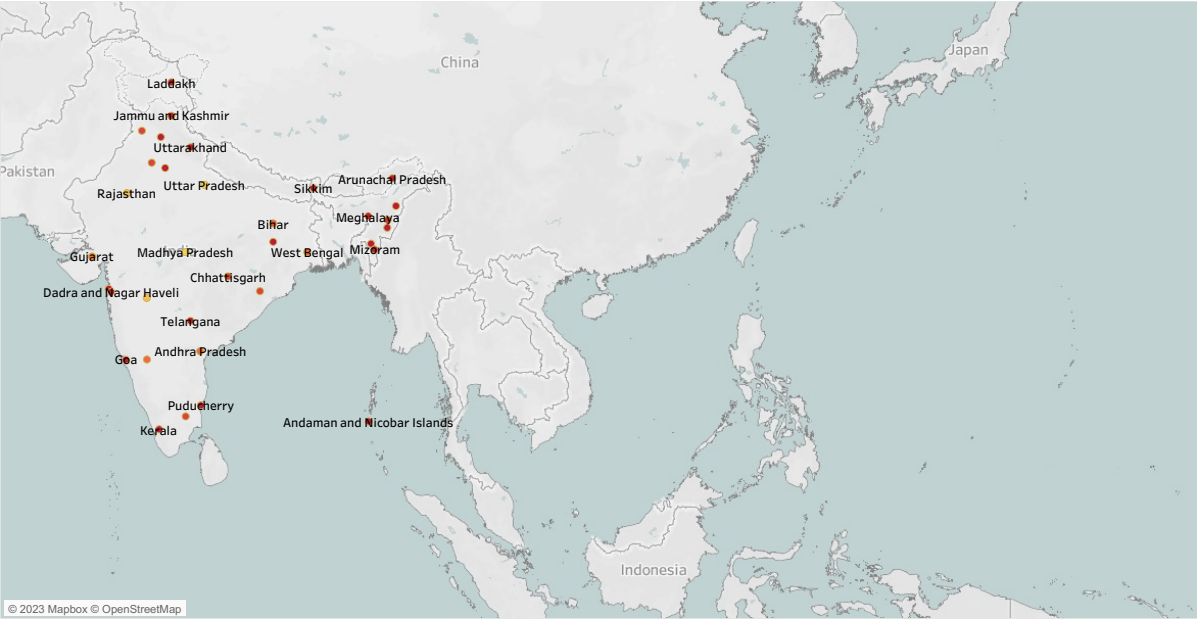 Japan
China
Laddakh
Jammu and Kashmir
Uttarakhand
Pakistan
Arunachal Pradesh
Uttar Pradesh
Sikkim
Rajasthan
Meghalaya
Bihar
Mizoram
Madhya Pradesh
West Bengal
Gujarat
Chhattisgarh
Dadra and Nagar Haveli
Telangana
Andhra Pradesh
Goa
Puducherry
Andaman and Nicobar Islands
Kerala
Indonesia
© 2023 Mapbox © OpenStreetMap